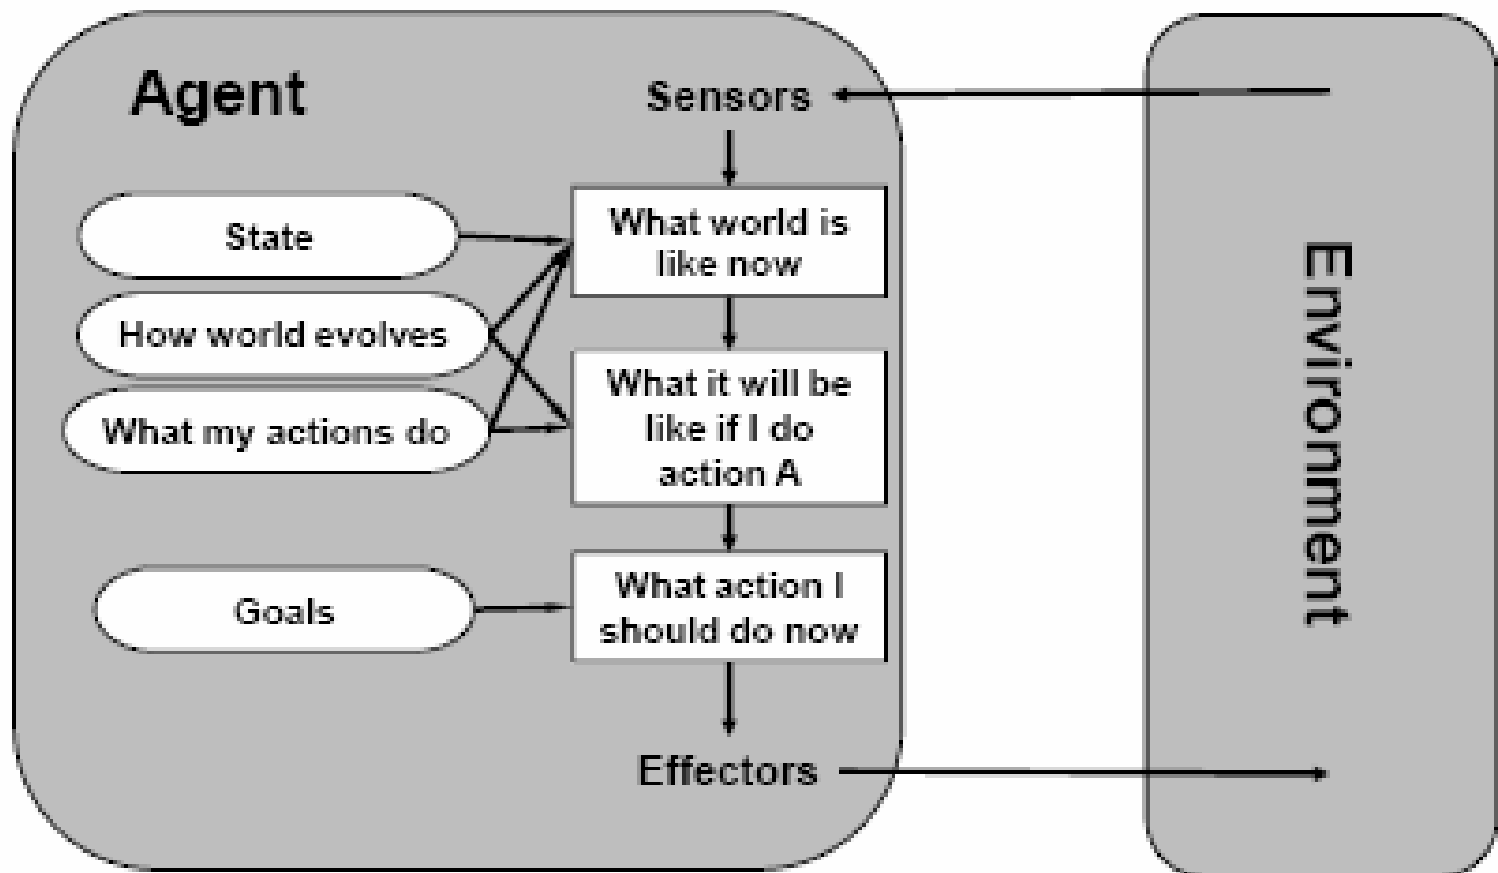 Agent
Sensors
State
What world is
like now
How world evolves
What my actions do
What it will be
like if I do
action A
Goals
What action I
should do now
Effectors
Environment